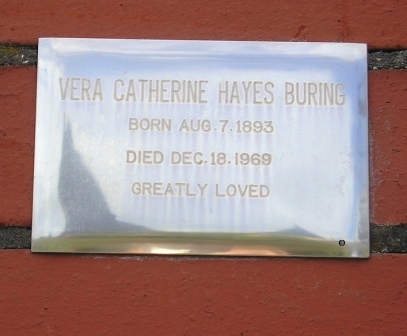 VERA CATHERINE HAYES BURING
BORN AUG.7.1893
DIED DEC.18.1969
GREATLY LOVED